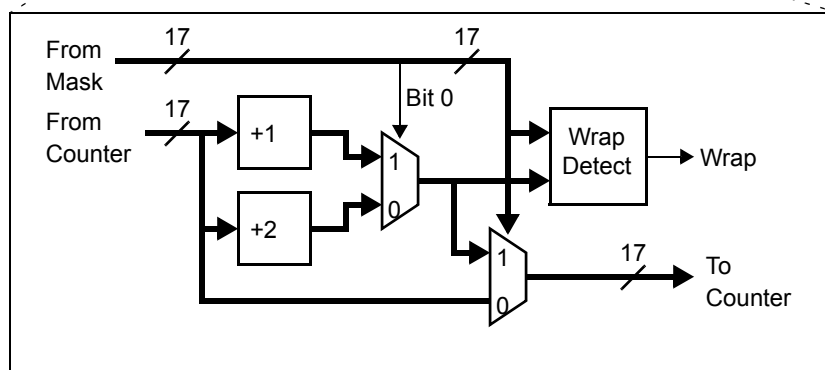 17
17
From
Mask
Bit 0
17
From
Counter
+1
1
0
+2
Wrap
Detect
Wrap
1
0
17
To
Counter